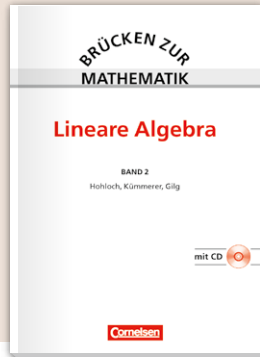 BRÜCKEN ZUR
MATHEMATIK
Lineare Algebra
BAND 2
Hohloch, Kümmerer, Gilg
mit CD
Cornelsen